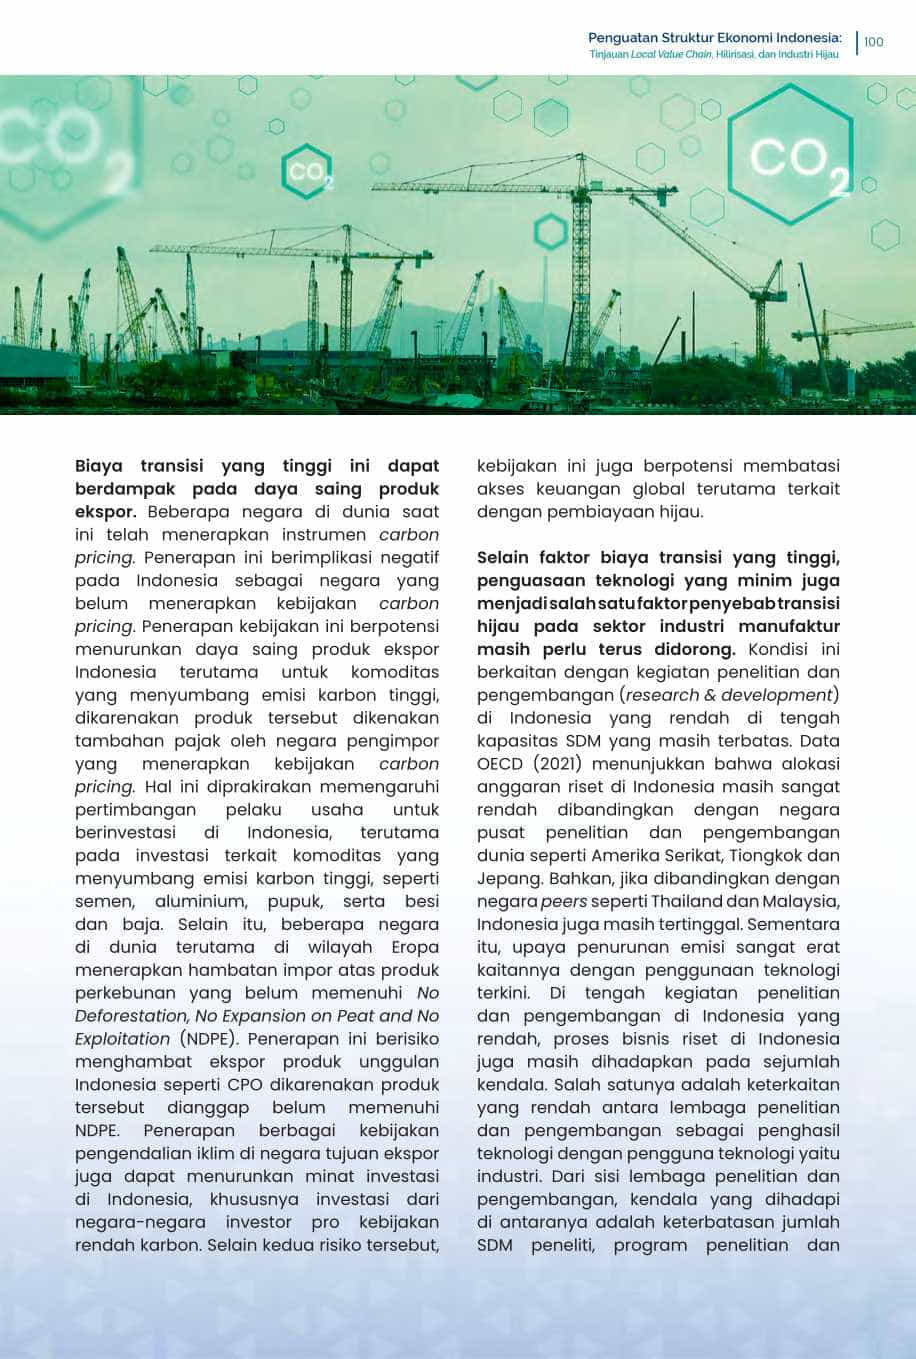 Penguatan Struktur Ekonomi Indonesia:
Tinjauan Local Value Chain, Hilirisasi, dan Industri Hijau
100
CO2
CO2
CO2
Biaya transisi yang tinggi ini dapat
berdampak pada daya saing produk
ekspor. Beberapa negara di dunia saat
ini telah menerapkan instrumen carbon
pricing. Penerapan ini berimplikasi negatif
pada Indonesia sebagai negara yang
belum menerapkan kebijakan carbon
pricing. Penerapan kebijakan ini berpotensi
menurunkan daya saing produk ekspor
Indonesia terutama untuk komoditas
yang menyumbang emisi karbon tinggi,
dikarenakan produk tersebut dikenakan
tambahan pajak oleh negara pengimpor
yang menerapkan kebijakan carbon
pricing. Hal ini diprakirakan memengaruhi
pertimbangan pelaku usaha untuk
berinvestasi di Indonesia, terutama
pada investasi terkait komoditas yang
menyumbang emisi karbon tinggi, seperti
semen, aluminium, pupuk, serta besi
dan baja. Selain itu, beberapa negara
di dunia terutama di wilayah Eropa
menerapkan hambatan impor atas produk
perkebunan yang belum memenuhi No
Deforestation, No Expansion on Peat and No
Exploitation (NDPE). Penerapan ini berisiko
menghambat ekspor produk unggulan
Indonesia seperti CPO dikarenakan produk
tersebut dianggap belum memenuhi
NDPE. Penerapan berbagai kebijakan
pengendalian iklim di negara tujuan ekspor
juga dapat menurunkan minat investasi
di Indonesia, khususnya investasi dari
negara-negara investor pro kebijakan
rendah karbon. Selain kedua risiko tersebut,
kebijakan ini juga berpotensi membatasi
akses keuangan global terutama terkait
dengan pembiayaan hijau.
Selain faktor biaya transisi yang tinggi,
penguasaan teknologi yang minim juga
menjadi salah satu faktor penyebab transisi
hijau pada sektor industri manufaktur
masih perlu terus didorong. Kondisi ini
berkaitan dengan kegiatan penelitian dan
pengembangan (research & development)
di Indonesia yang rendah di tengah
kapasitas SDM yang masih terbatas. Data
OECD (2021) menunjukkan bahwa alokasi
anggaran riset di Indonesia masih sangat
rendah dibandingkan dengan negara
pusat penelitian dan pengembangan
dunia seperti Amerika Serikat, Tiongkok dan
Jepang. Bahkan, jika dibandingkan dengan
negara peers seperti Thailand dan Malaysia,
Indonesia juga masih tertinggal. Sementara
itu, upaya penurunan emisi sangat erat
kaitannya dengan penggunaan teknologi
terkini. Di tengah kegiatan penelitian
dan pengembangan di Indonesia yang
rendah, proses bisnis riset di Indonesia
juga masih dihadapkan pada sejumlah
kendala. Salah satunya adalah keterkaitan
yang rendah antara lembaga penelitian
dan pengembangan sebagai penghasil
teknologi dengan pengguna teknologi yaitu
industri. Dari sisi lembaga penelitian dan
pengembangan, kendala yang dihadapi
di antaranya adalah keterbatasan jumlah
SDM peneliti, program penelitian dan